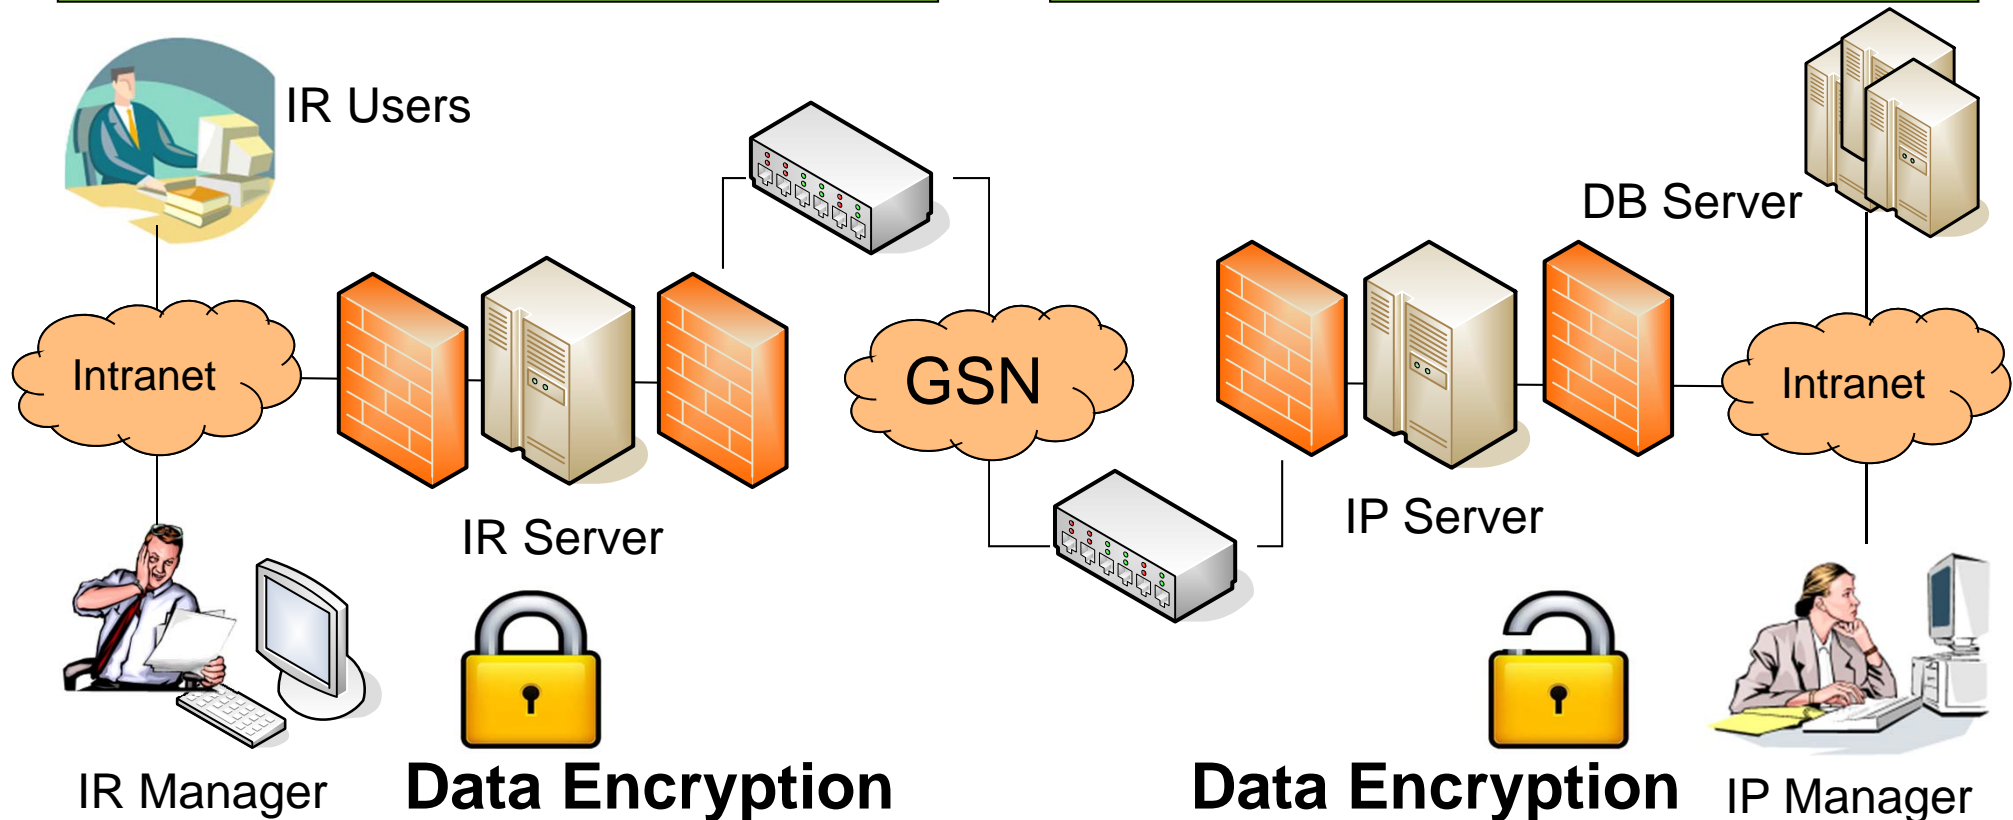 IR Users
DB Server
Intranet
GSN
Intranet
IR Server
IP Server
IR Manager
Data Encryption
Data Encryption
IP Manager